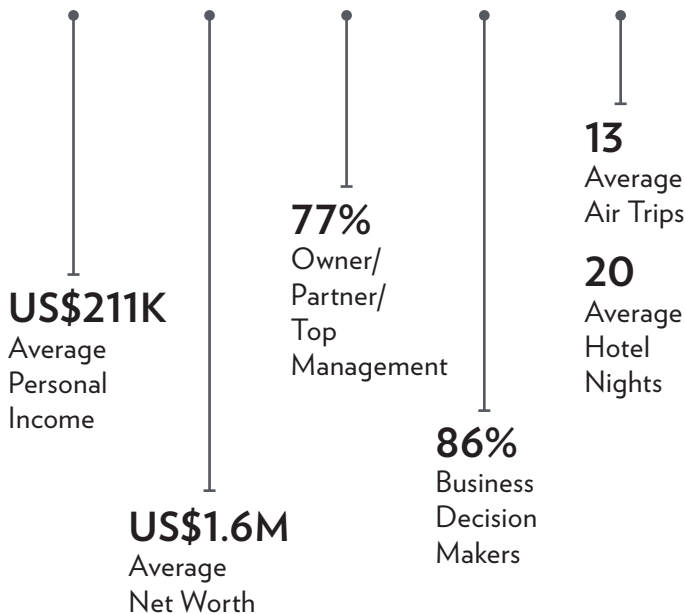 US$211K
Average
Personal
Income
US$1.6M
Average
Net Worth
77%
Owner/
Partner/
Top
Management
86%
Business
Decision
Makers
13
Average
Air Trips
20
Average
Hotel
Nights